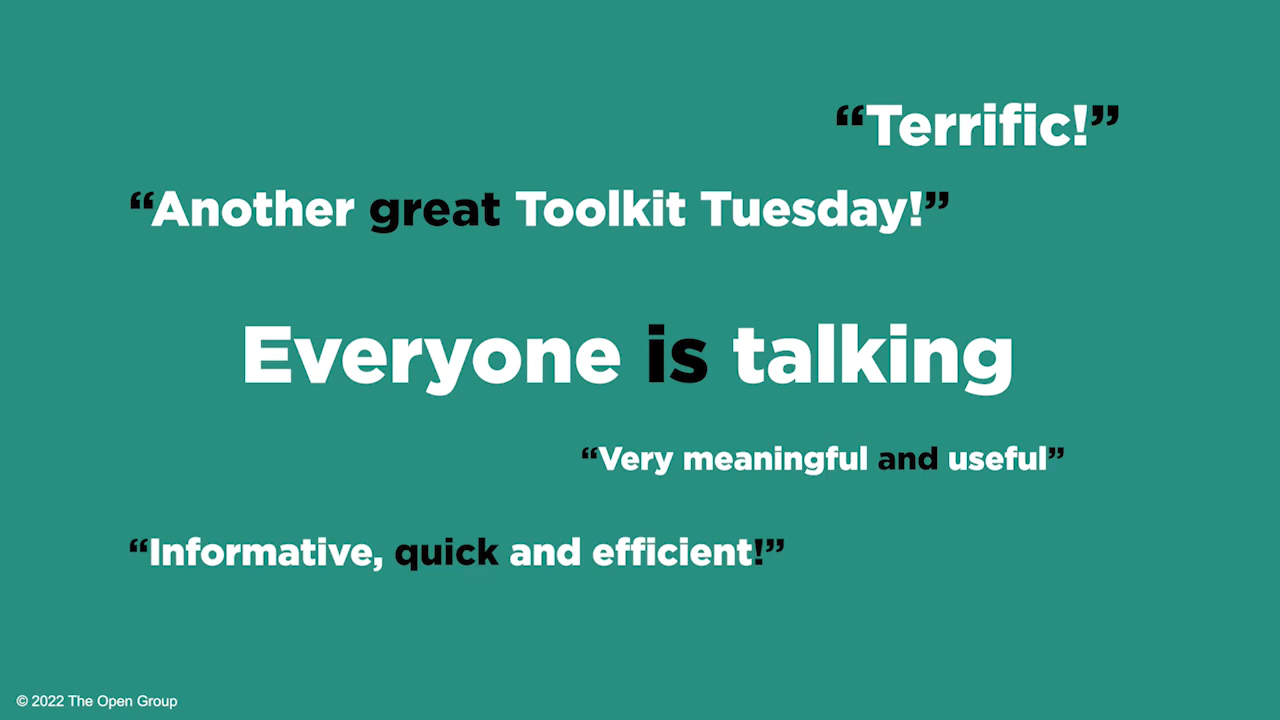 “Terrific!”
“Another great Toolkit Tuesday!”
Everyone is talking
“Very meaningful and useful”
“Informative, quick and efficient!”
© 2022 The Open Group